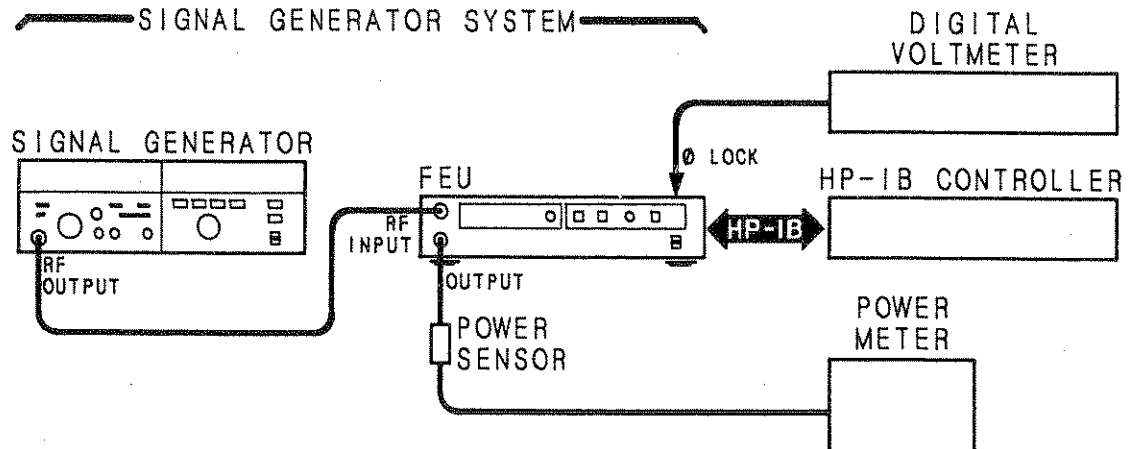 SIGNAL GENERATOR SYSTEM
DIGITAL
VOLTMETER
SIGNAL GENERATOR
Ø LOCK
FEU
HP-IB CONTROLLER
RF
INPUT
HP-IB
RF
OUTPUT
OUTPUT
POWER
SENSOR
POWER
METER